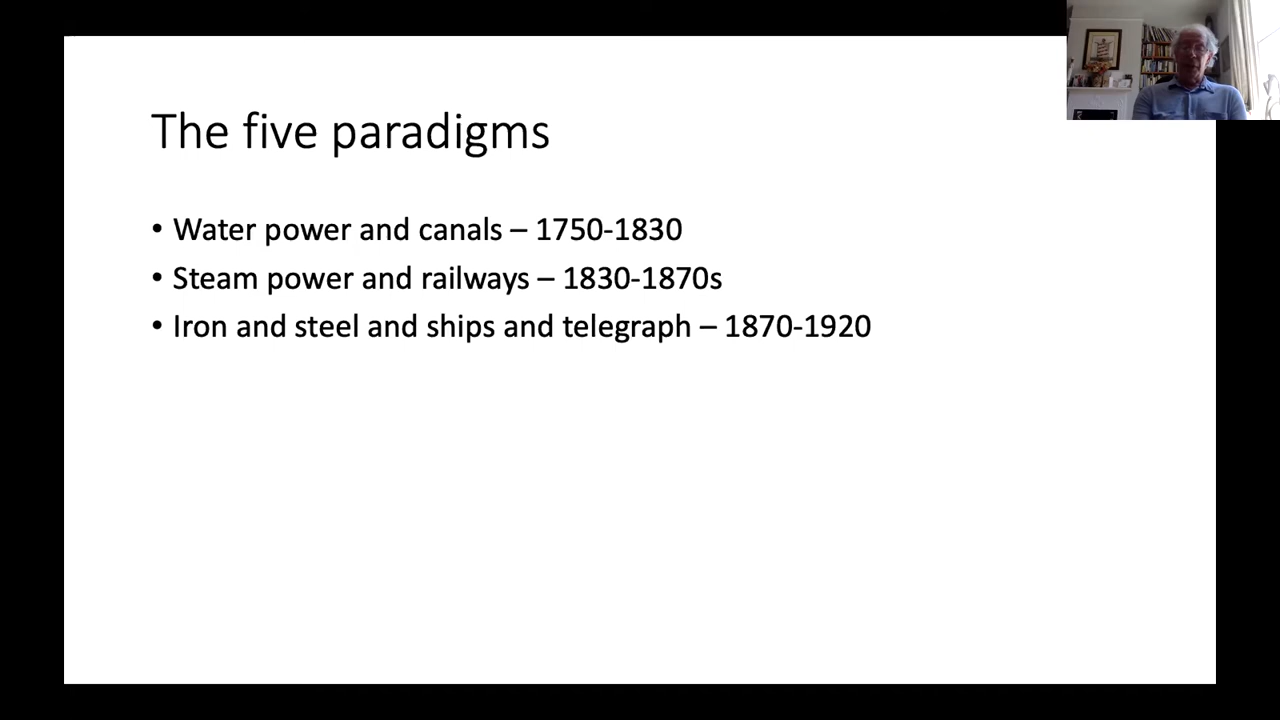 The five paradigms
• Water power and canals – 1750-1830
• Steam power and railways – 1830-1870s
• Iron and steel and ships and telegraph – 1870-1920